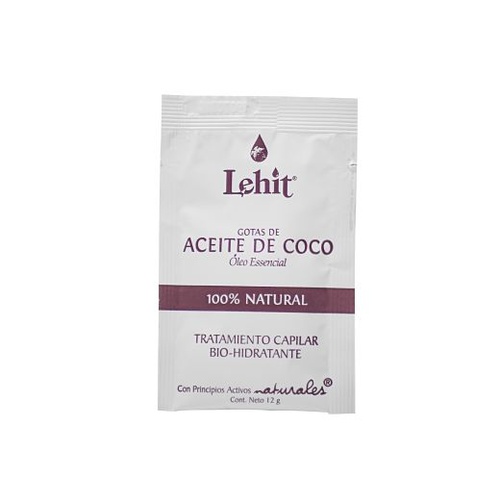 Lehit®
GOTAS DE
ACEITE DE COCO
Óleo Essencial
100% NATURAL
TRATAMIENTO CAPILAR
BIO-HIDRATANTE
Con Principios Activos naturales®
Cont. Neto 12 g